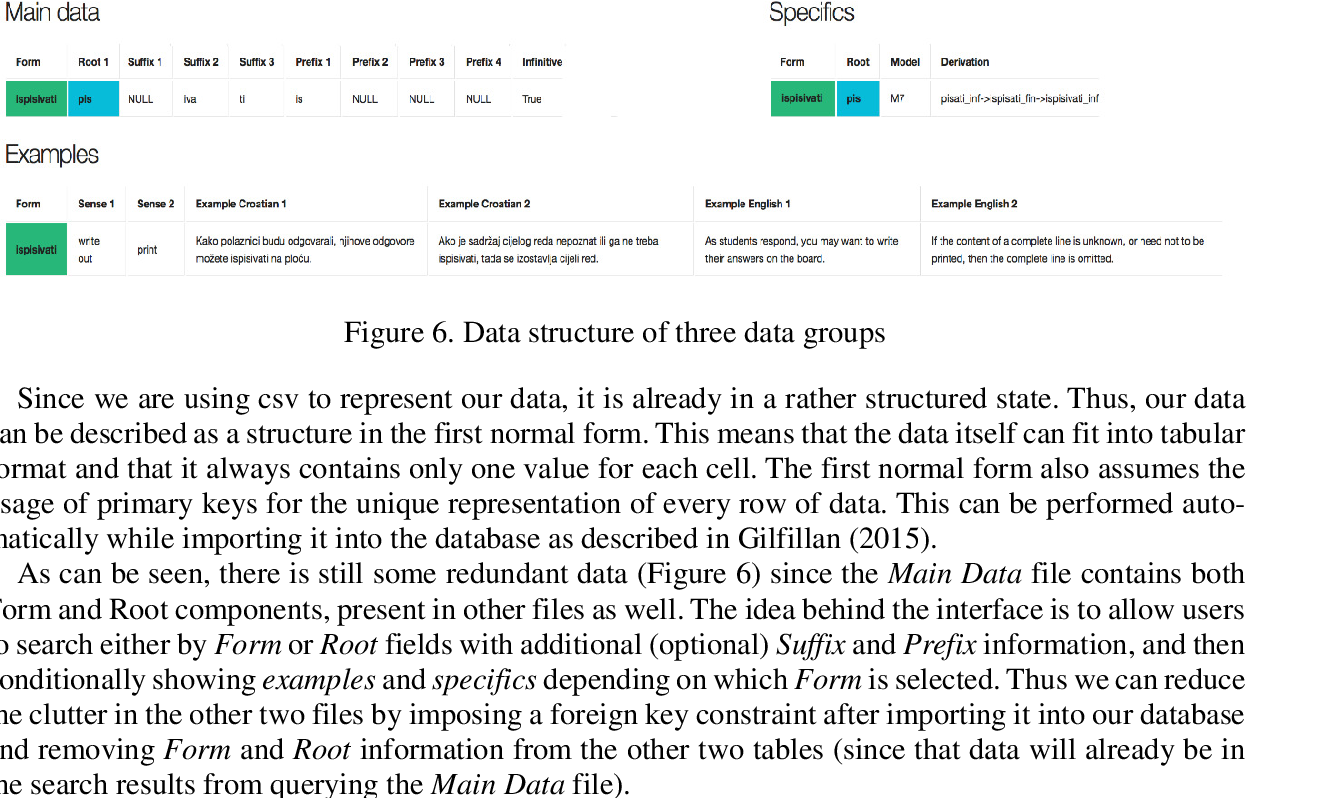 Main data
Form Root 1 Suffix 1 Suffix 2 Suffix 3 Prefix 1 Prefix 2 Prefix 3 Prefix 4 Infinitive
ispisivati pis NULL iva ti is NULL NULL NULL True
Specifics
Form Root Model Derivation
ispisivati pis M7 pisati_inf->ispisati_fin->ispisivati_inf
Examples
Form Sense 1 Sense 2 Example Croatian 1 Example Croatian 2 Example English 1 Example English 2
ispisivati write out print Kako polaznici budu odgovarali, njihove odgovore možete ispisivati na ploču. Ako je sadržaj cijelog reda nepoznat ili ga ne treba ispisivati, tada se izostavlja cijeli red. As students respond, you may want to write their answers on the board. If the content of a complete line is unknown, or need not to be printed, then the complete line is omitted.
Figure 6. Data structure of three data groups
Since we are using csv to represent our data, it is already in a rather structured state. Thus, our data
an be described as a structure in the first normal form. This means that the data itself can fit into tabular
ormat and that it always contains only one value for each cell. The first normal form also assumes the
sage of primary keys for the unique representation of every row of data. This can be performed auto-
matically while importing it into the database as described in Gilfillan (2015).
As can be seen, there is still some redundant data (Figure 6) since the Main Data file contains both
Form and Root components, present in other files as well. The idea behind the interface is to allow users
o search either by Form or Root fields with additional (optional) Suffix and Prefix information, and then
onditionally showing examples and specifics depending on which Form is selected. Thus we can reduce
he clutter in the other two files by imposing a foreign key constraint after importing it into our database
nd removing Form and Root information from the other two tables (since that data will already be in
he search results from querying the Main Data file).